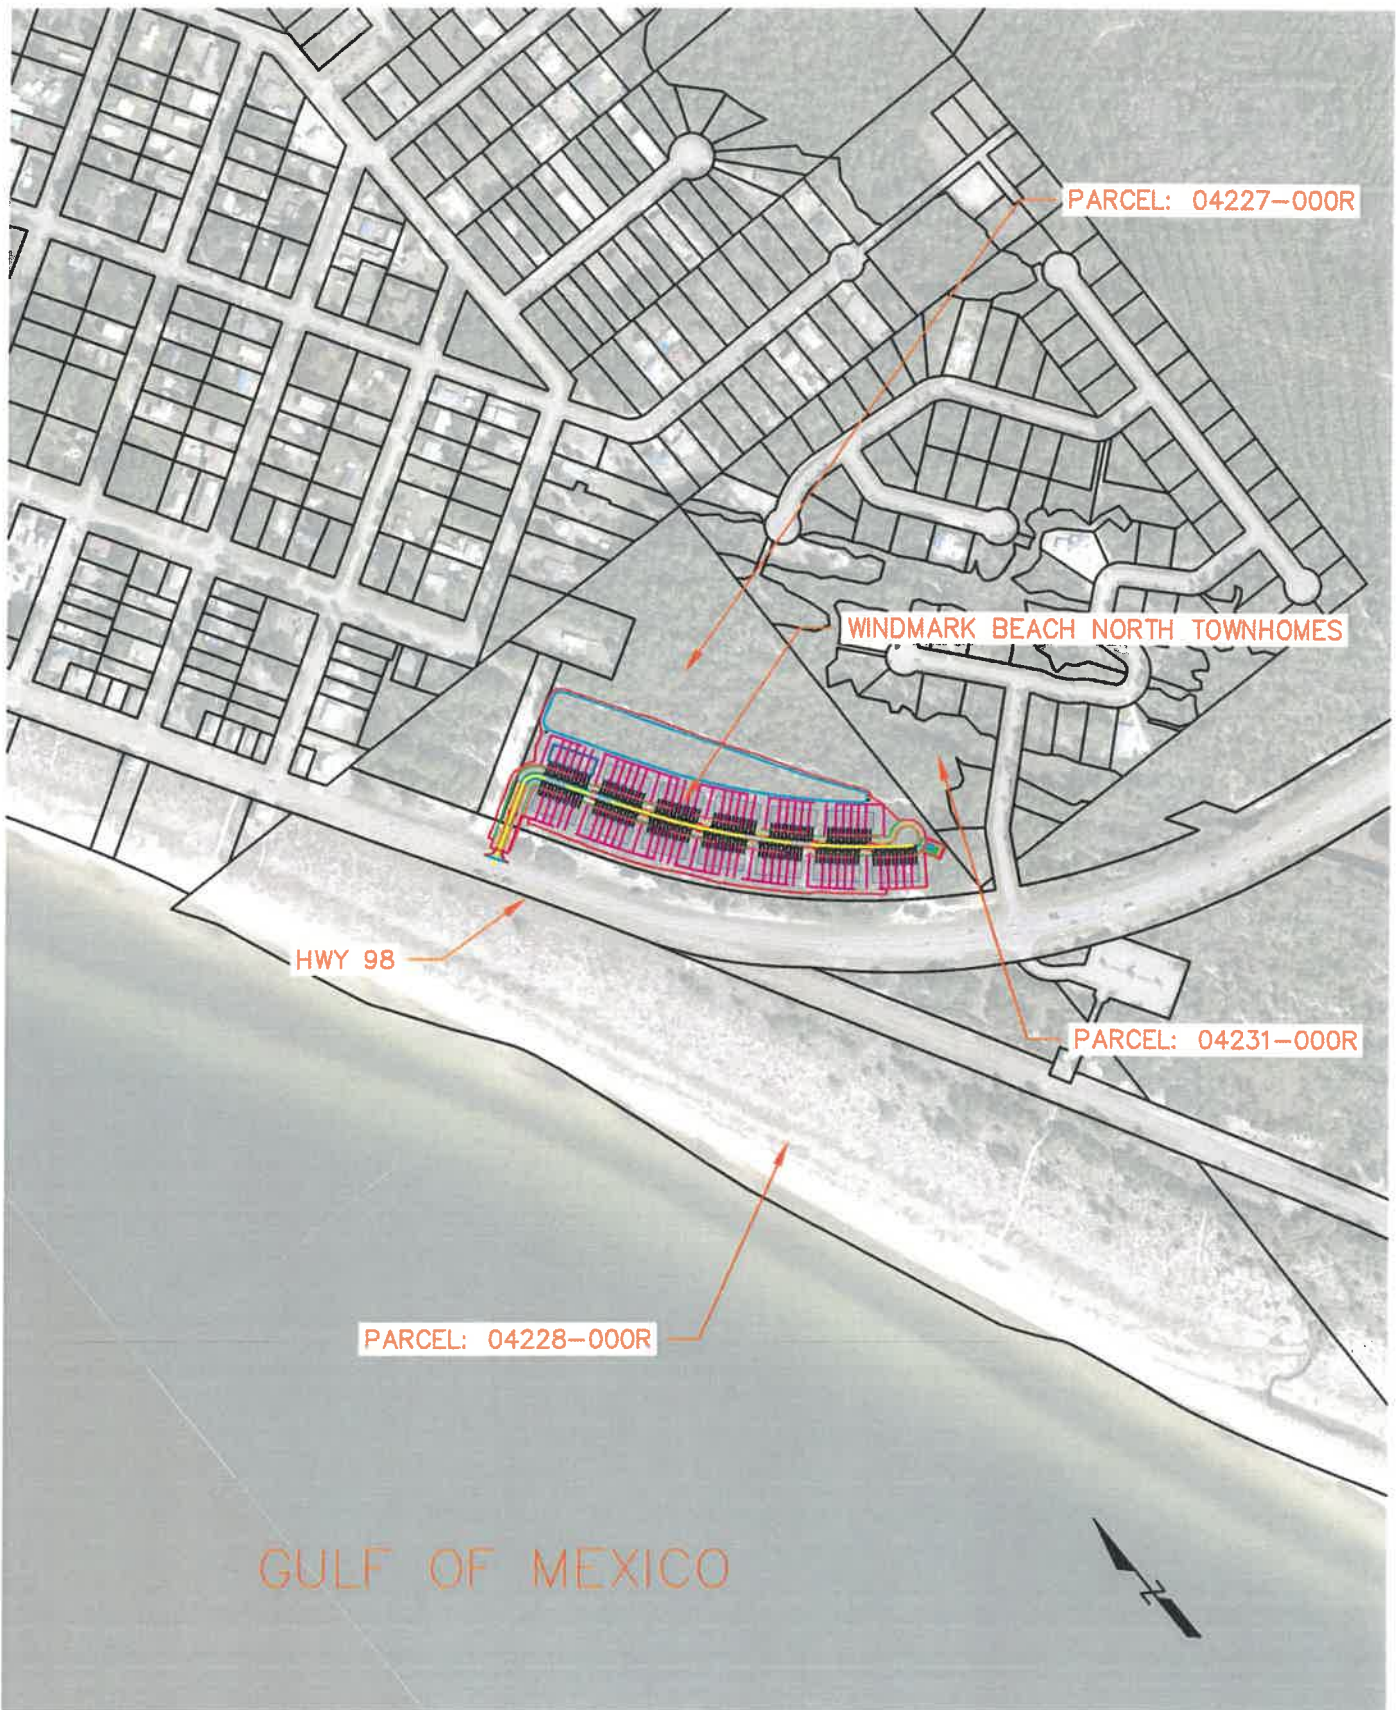 PARCEL: 04227-000R
WINDMARK BEACH NORTH TOWNHOMES
HWY 98
PARCEL: 04231-000R
PARCEL: 04228-000R
GULF OF MEXICO